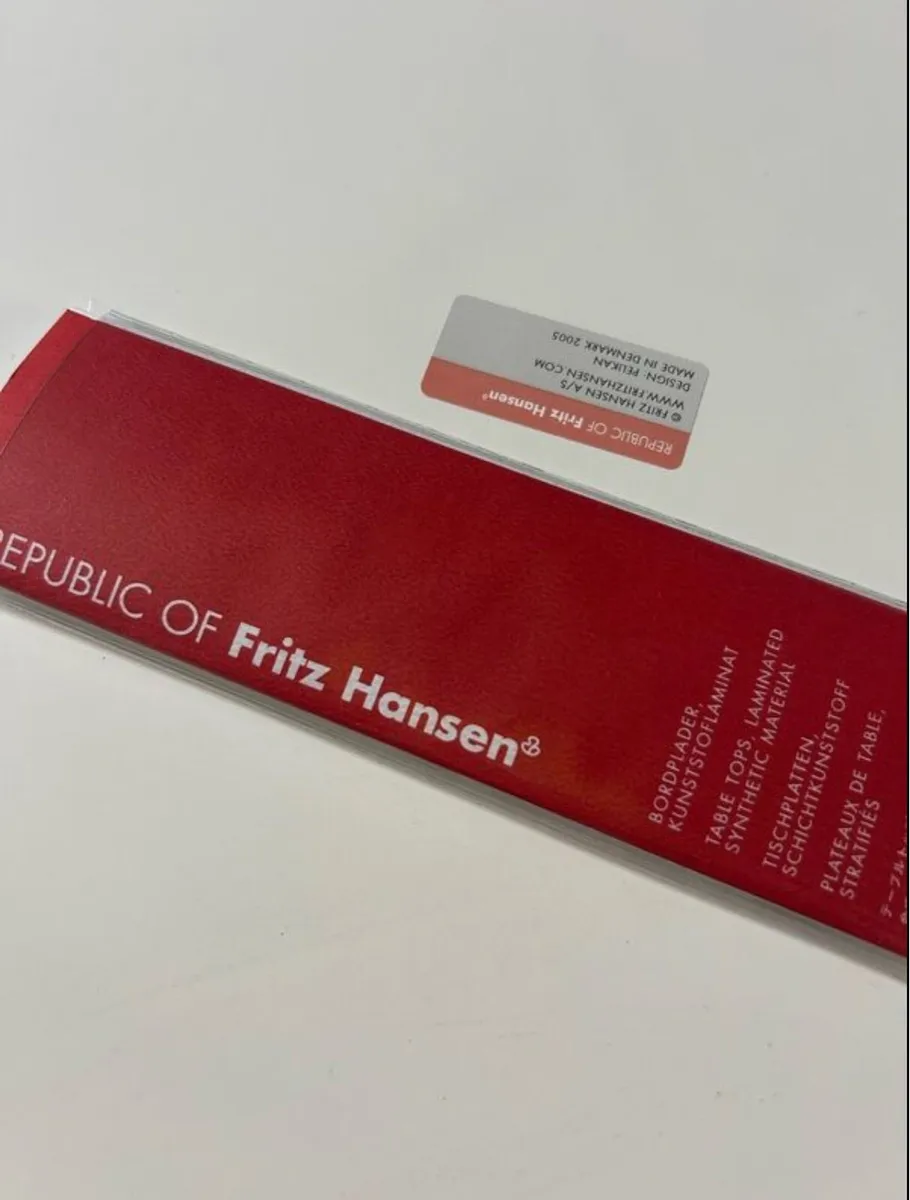 REPUBLIC OF Fritz Hansen®
© FRITZ HANSEN A/S
WWW.FRITZHANSEN.COM
DESIGN: PELIKAN
MADE IN DENMARK 2005
REPUBLIC OF Fritz Hansen
BORDPLADER,
KUNSTSTOFLAMINAT
TABLE TOPS, LAMINATED
SYNTHETIC MATERIAL
TISCHPLATTEN,
SCHICHTKUNSTSTOFF
PLATEAUX DE TABLE,
STRATIFIÉS